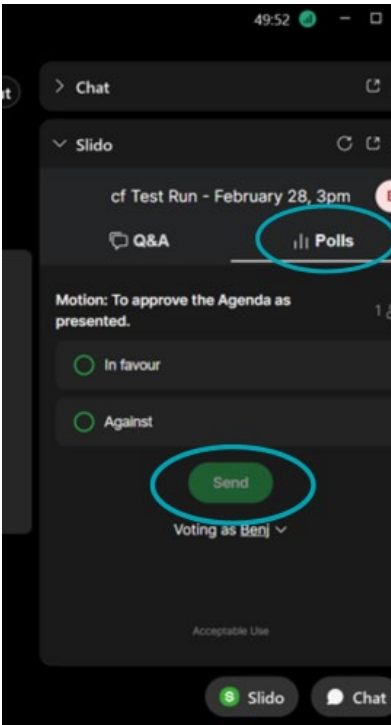 49:52
Chat
Slido
cf Test Run - February 28, 3pm
Q&A
Polls
Motion: To approve the Agenda as
presented.
1
In favour
Against
Send
Voting as Benj
Acceptable Use
Slido
Chat